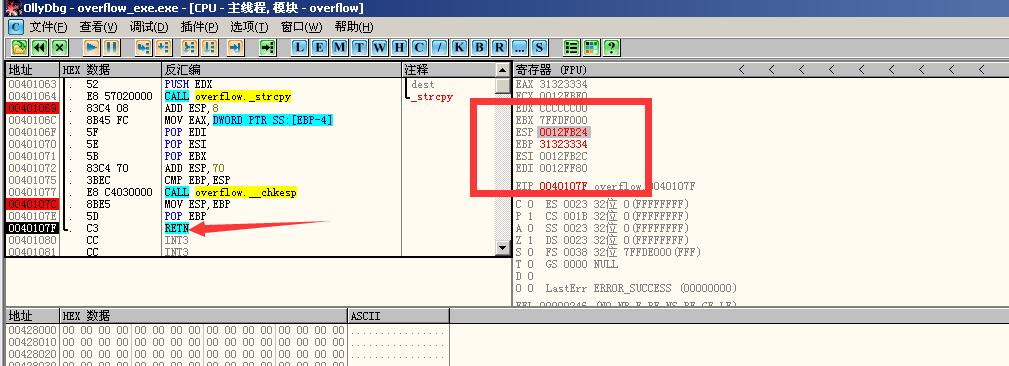 OllyDbg - overflow_exe.exe - [CPU - 主线程, 模块 - overflow]
C 文件(F) 查看(V) 调试(D) 插件(P) 选项(T) 窗口(W) 帮助(H)
L E M T W H C / K B R ... S ?
地址 HEX 数据 反汇编 注释
00401063 . 52 PUSH EDX dest
00401064 . E8 57020000 CALL overflow._strcpy _strcpy
00401069 . 83C4 08 ADD ESP,8
0040106C . 8B45 FC MOV EAX,DWORD PTR SS:[EBP-4]
0040106F . 5F POP EDI
00401070 . 5E POP ESI
00401071 . 5B POP EBX
00401072 . 83C4 70 ADD ESP,70
00401075 . 3BEC CMP EBP,ESP
00401077 . E8 C4030000 CALL overflow.__chkesp
0040107C . 8BE5 MOV ESP,EBP
0040107E . 5D POP EBP
0040107F . C3 RETN
00401080 CC INT3
00401081 CC INT3
寄存器 (FPU) < < < < < < < <
EAX 31323334
ECX 0012FBF0
EDX CCCCCC00
EBX 7FFDF000
ESP 0012FB24
EBP 31323334
ESI 0012FB2C
EDI 0012FF80
EIP 0040107F overflow.0040107F
C 0 ES 0023 32位 0(FFFFFFFF)
P 1 CS 001B 32位 0(FFFFFFFF)
A 0 SS 0023 32位 0(FFFFFFFF)
Z 1 DS 0023 32位 0(FFFFFFFF)
S 0 FS 0038 32位 7FFDE000(FFF)
T 0 GS 0000 NULL
D 0
O 0 LastErr ERROR_SUCCESS (00000000)
EFL 00000246 (NO,NB,E,BE,NS,PE,GE,LE)
地址 HEX 数据 ASCII
00428000 00 00 00 00 00 00 00 00 00 00 00 00 00 00 00 00 ................
00428010 00 00 00 00 00 00 00 00 00 00 00 00 00 00 00 00 ................
00428020 00 00 00 00 00 00 00 00 00 00 00 00 00 00 00 00 ................